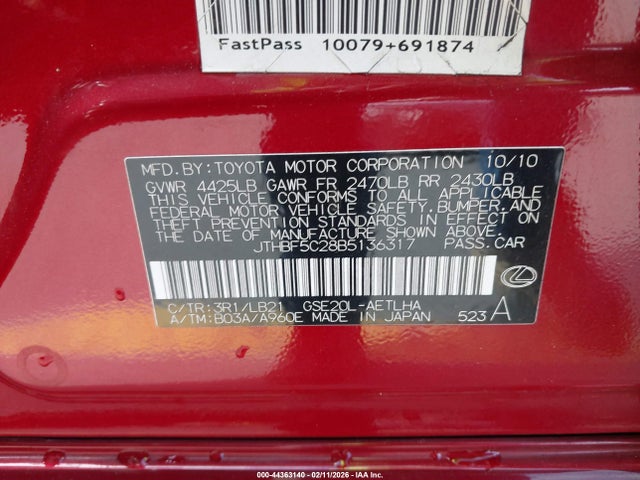 FastPass 10079+691874
MFD.BY:TOYOTA MOTOR CORPORATION 10/10
GVWR 4425LB GAWR FR 2470LB RR 2430LB
THIS VEHICLE CONFORMS TO ALL APPLICABLE
FEDERAL MOTOR VEHICLE SAFETY,BUMPER,AND
THEFT PREVENTION STANDARDS IN EFFECT ON
THE DATE OF MANUFACTURE SHOWN ABOVE.
JTHBF5C28B5136317 PASS.CAR
C/TR:3R1/LB21 GSE20L-AETLHA
A/TM:B03A/A960E MADE IN JAPAN 523 A
000-44363140 - 02/11/2026 - IAA Inc.